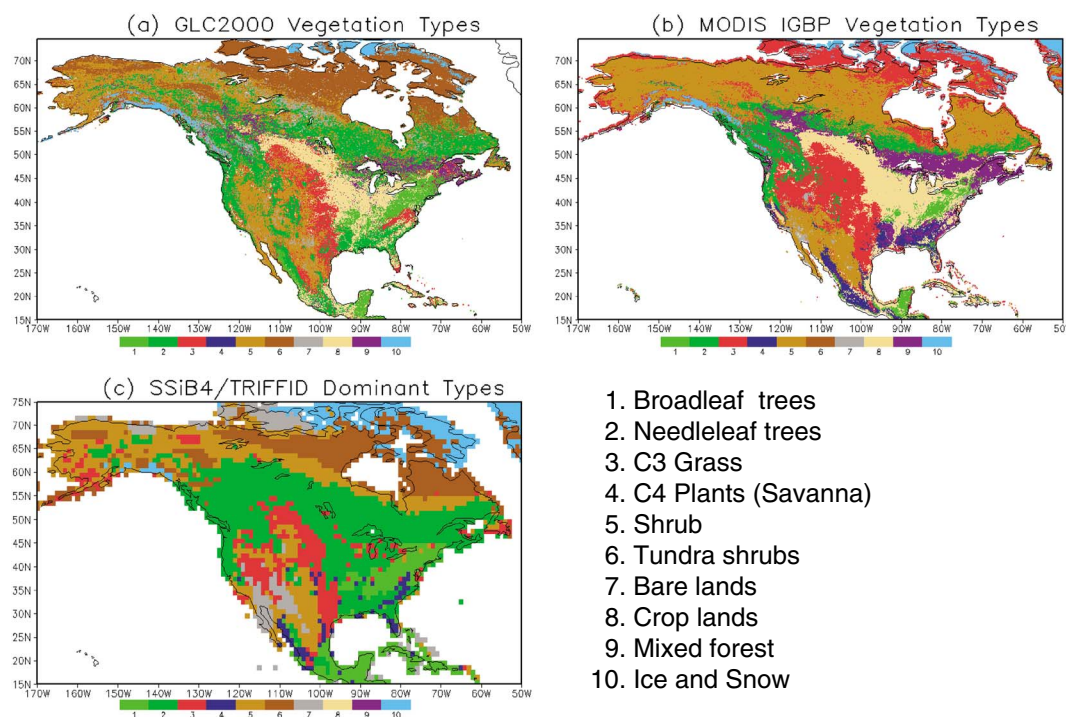 (a) GLC2000 Vegetation Types
70N
65N
60N
55N
50N
45N
40N
35N
30N
25N
20N
15N
170W 160W 150W 140W 130W 120W 110W 100W 90W 80W 70W 60W 50W
1 2 3 4 5 6 7 8 9 10
(b) MODIS IGBP Vegetation Types
70N
65N
60N
55N
50N
45N
40N
35N
30N
25N
20N
15N
170W 160W 150W 140W 130W 120W 110W 100W 90W 80W 70W 60W 50W
1 2 3 4 5 6 7 8 9 10
(c) SSiB4/TRIFFID Dominant Types
75N
70N
65N
60N
55N
50N
45N
40N
35N
30N
25N
20N
15N
170W 160W 150W 140W 130W 120W 110W 100W 90W 80W 70W 60W 50W
1 2 3 4 5 6 7 8 9 10
1. Broadleaf trees
2. Needleleaf trees
3. C3 Grass
4. C4 Plants (Savanna)
5. Shrub
6. Tundra shrubs
7. Bare lands
8. Crop lands
9. Mixed forest
10. Ice and Snow